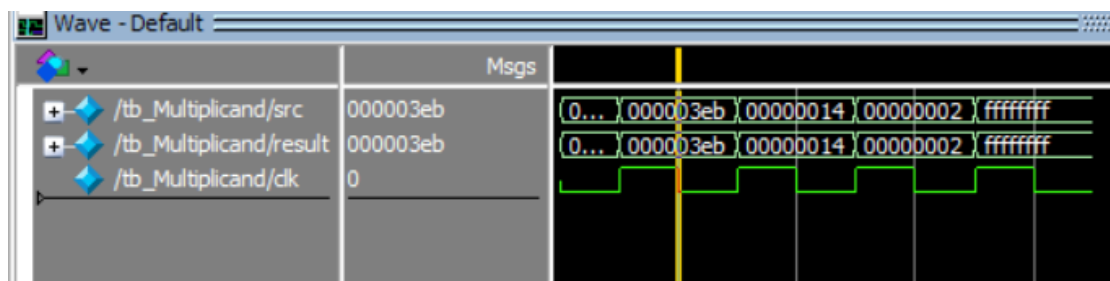 Wave - Default
Msgs
/tb_Multiplicand/src 000003eb 0... 000003eb 00000014 00000002 ffffffff
/tb_Multiplicand/result 000003eb 0... 000003eb 00000014 00000002 ffffffff
/tb_Multiplicand/clk 0